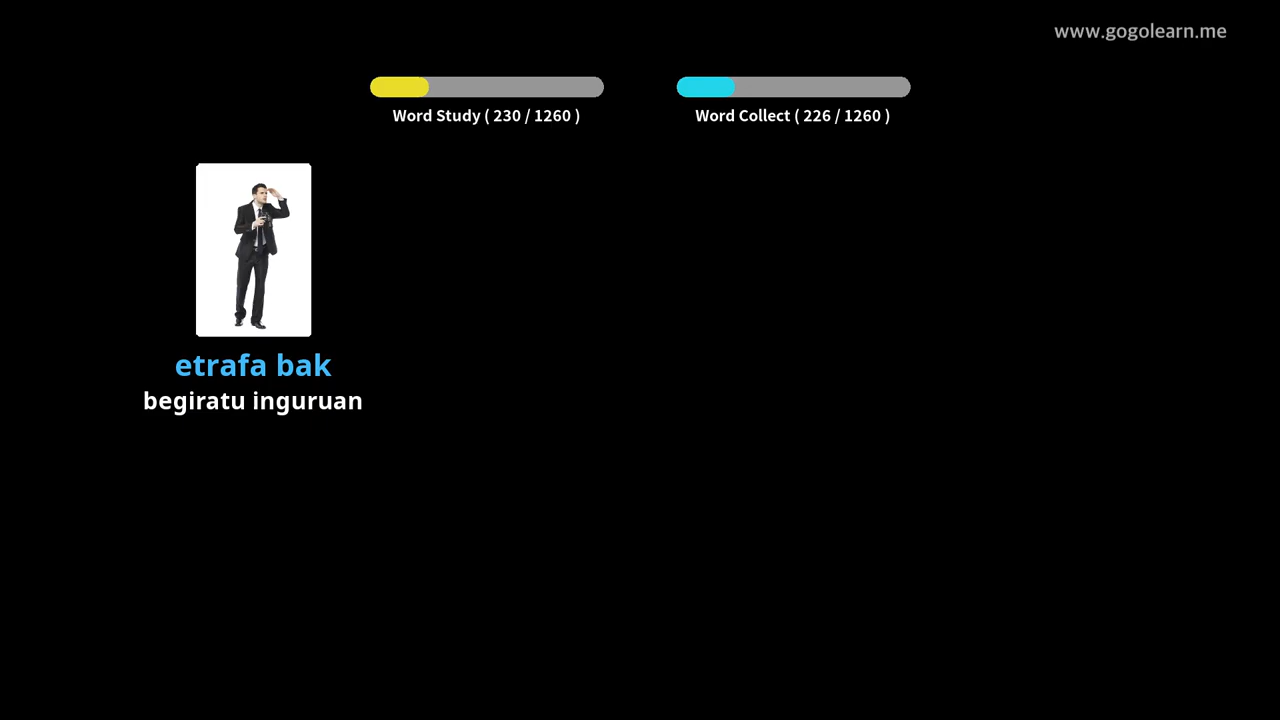 www.gogolearn.me
Word Study ( 230 / 1260 )
Word Collect ( 226 / 1260 )
etrafa bak
begiratu inguruan